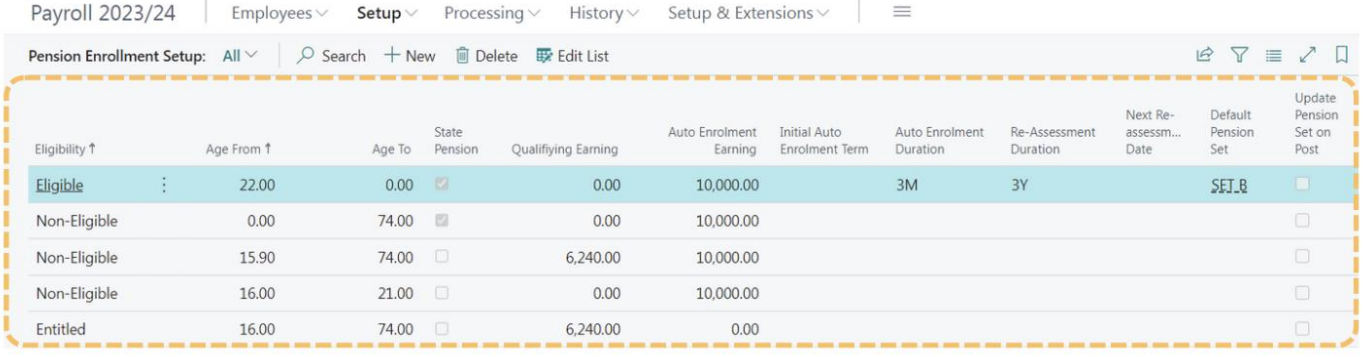 Payroll 2023/24 Employees Setup Processing History Setup & Extensions
Pension Enrollment Setup: All Search New Delete Edit List
Eligibility ↑ Age From ↑ Age To State Pension Qualifiying Earning Auto Enrolment Earning Initial Auto Enrolment Term Auto Enrolment Duration Re-Assessment Duration Next Re-assessm... Date Default Pension Set Update Pension Set on Post
Eligible 22.00 0.00 0.00 10,000.00 3M 3Y SET B
Non-Eligible 0.00 74.00 0.00 10,000.00
Non-Eligible 15.90 74.00 6,240.00 10,000.00
Non-Eligible 16.00 21.00 0.00 10,000.00
Entitled 16.00 74.00 6,240.00 0.00